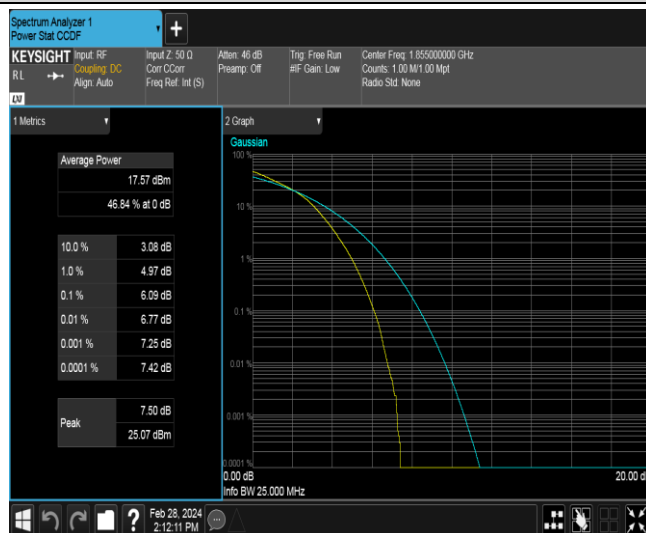 Spectrum Analyzer 1
Power Stat CCDF
+
KEYSIGHT
RL
LXI
Input: RF
Coupling: DC
Align: Auto
Input Z: 50 Ω
Corr CCorr
Freq Ref: Int (S)
Atten: 46 dB
Preamp: Off
Trig: Free Run
#IF Gain: Low
Center Freq: 1.855000000 GHz
Counts: 1.00 M/1.00 Mpt
Radio Std: None
1 Metrics
Average Power
17.57 dBm
46.84 % at 0 dB
10.0 % 3.08 dB
1.0 % 4.97 dB
0.1 % 6.09 dB
0.01 % 6.77 dB
0.001 % 7.25 dB
0.0001 % 7.42 dB
Peak
7.50 dB
25.07 dBm
2 Graph
Gaussian
100 %
10 %
1 %
0.1 %
0.01 %
0.001 %
0.0001 %
0.00 dB 20.00 d
Info BW 25.000 MHz
?
Feb 28, 2024
2:12:11 PM